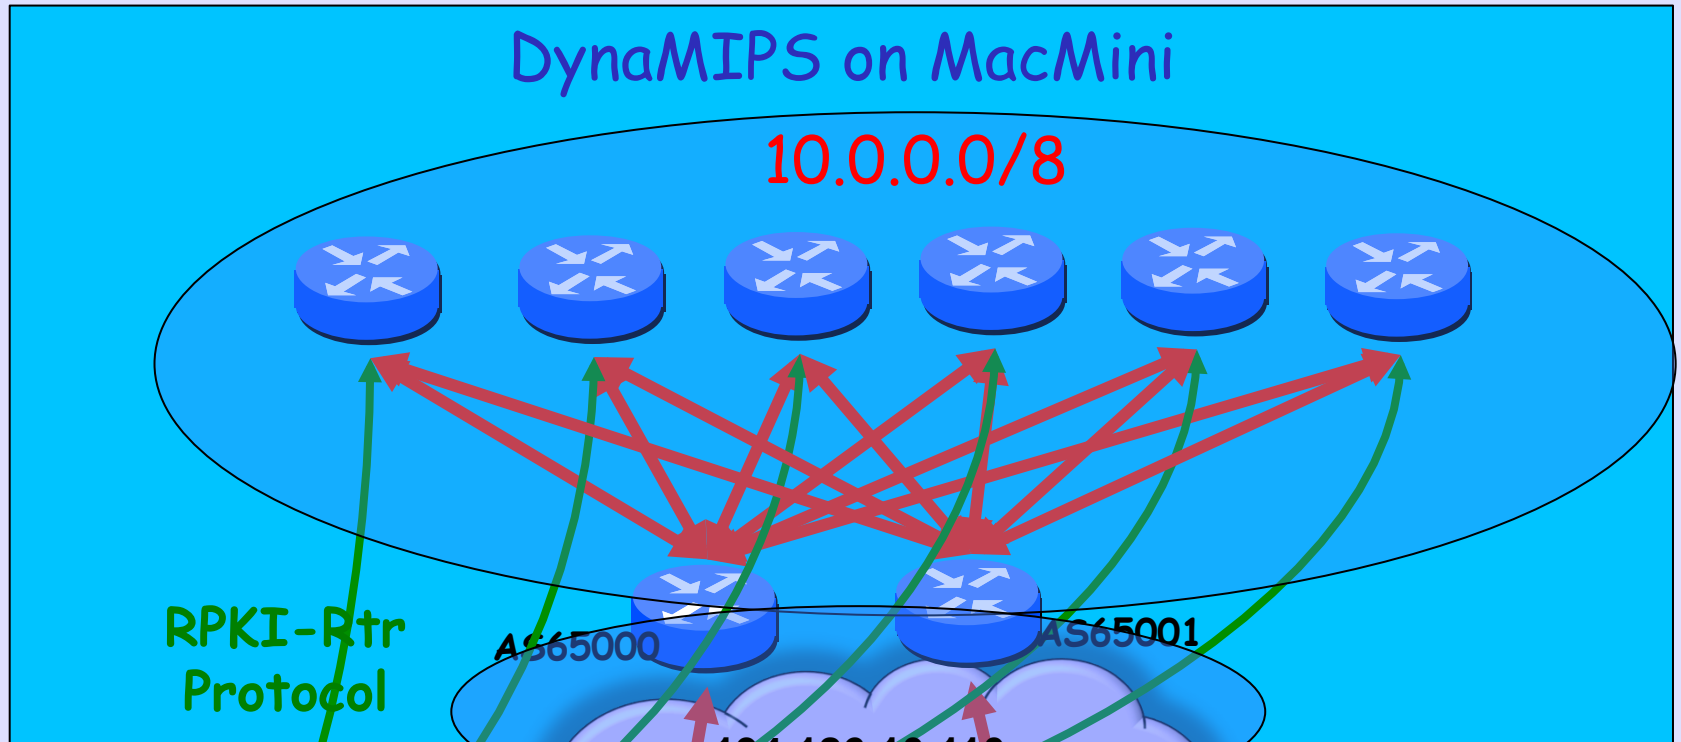 DynaMIPS on MacMini
10.0.0.0/8
RPKI-Rtr
Protocol
AS65000
AS65001